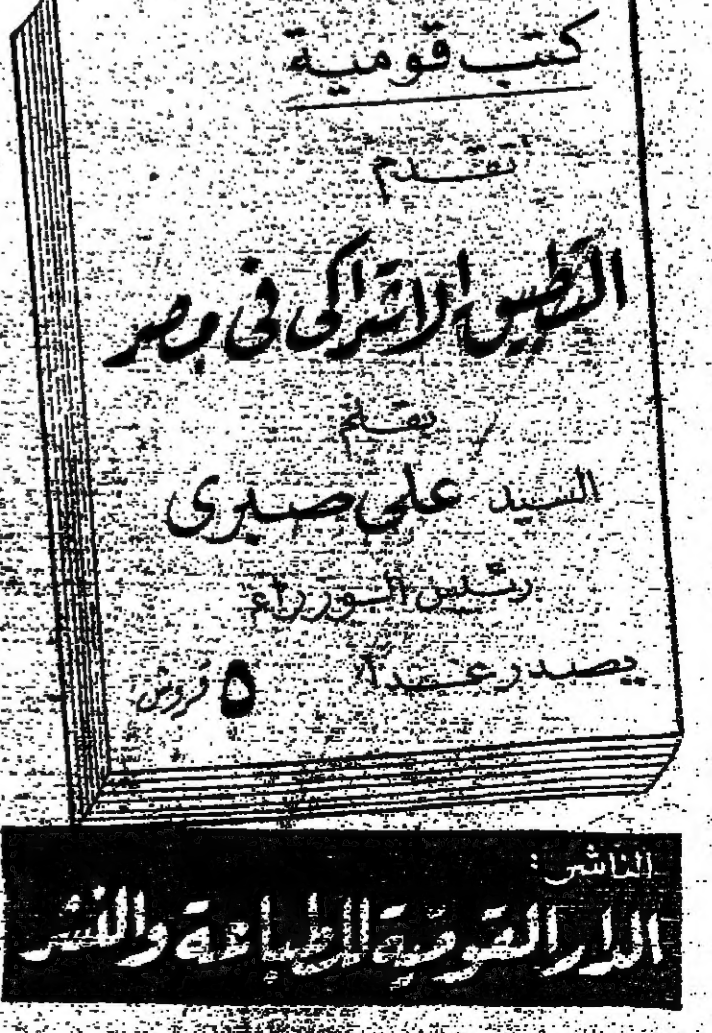 كتب قومية
تقدم
التطبيق الاشتراكى فى مصر
بقلم
السيد على صبرى
رئيس الوزراء
يصدر غداً ٥ قروش
الناشر:
الدار القومية للطباعة والنشر